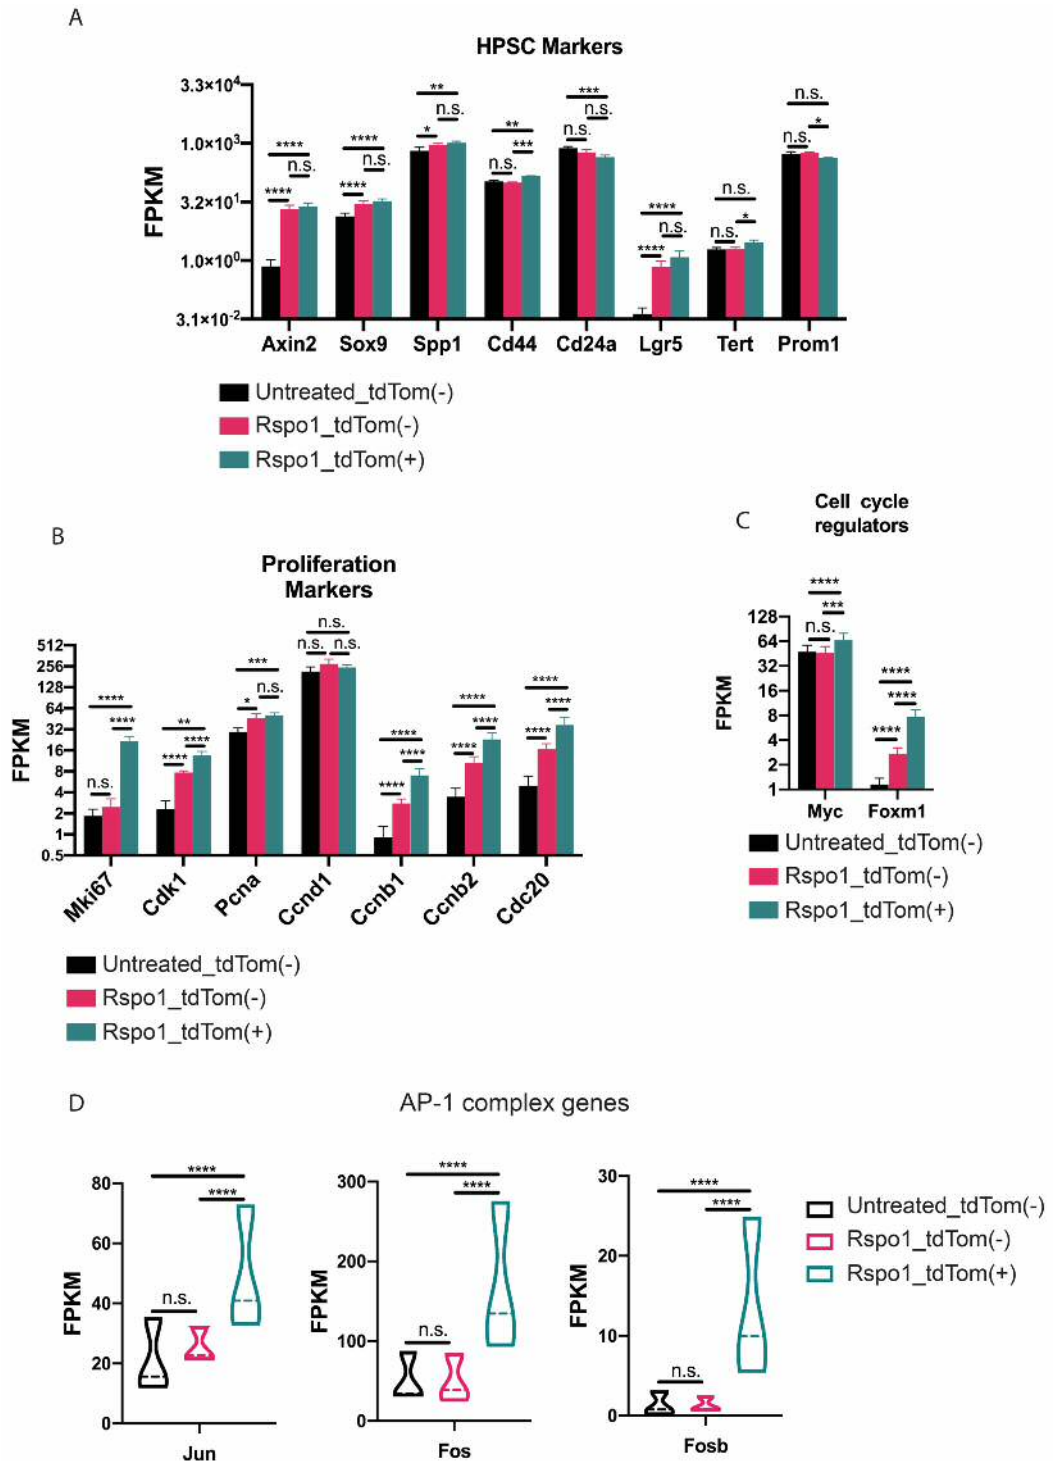 A
HPSC Markers
FPKM
3.3×10⁴
1.0×10³
3.2×10¹
1.0×10⁰
3.1×10⁻²
**** n.s. ****
**** n.s. ****
** n.s. *
** *** n.s.
*** n.s. n.s.
**** n.s. ****
n.s. * n.s.
n.s. * n.s.
Axin2 Sox9 Spp1 Cd44 Cd24a Lgr5 Tert Prom1
Untreated_tdTom(-)
Rspo1_tdTom(-)
Rspo1_tdTom(+)
B
Proliferation
Markers
FPKM
512
256
128
64
32
16
8
4
2
1
0.5
**** **** n.s.
** **** ****
*** n.s. *
n.s. n.s. n.s.
**** **** ****
**** **** ****
**** **** ****
Mki67 Cdk1 Pcna Ccnd1 Ccnb1 Ccnb2 Cdc20
Untreated_tdTom(-)
Rspo1_tdTom(-)
Rspo1_tdTom(+)
C
Cell cycle
regulators
FPKM
128
64
32
16
8
4
2
1
**** *** n.s.
**** **** ****
Myc Foxm1
Untreated_tdTom(-)
Rspo1_tdTom(-)
Rspo1_tdTom(+)
D
AP-1 complex genes
FPKM
80
60
40
20
0
****
****
n.s.
Jun
FPKM
300
200
100
0
****
****
n.s.
Fos
FPKM
30
20
10
0
****
****
n.s.
Fosb
Untreated_tdTom(-)
Rspo1_tdTom(-)
Rspo1_tdTom(+)